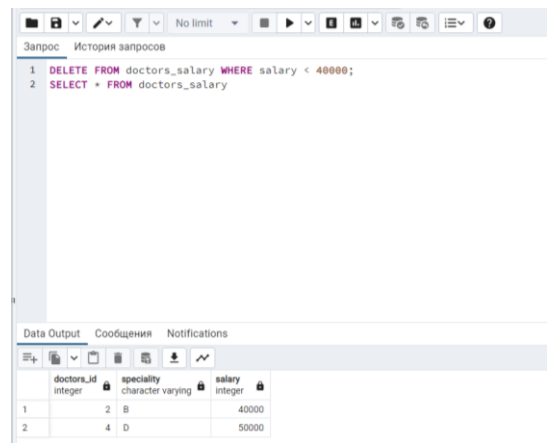 No limit
E
Запрос История запросов
1 DELETE FROM doctors_salary WHERE salary < 40000;
2 SELECT * FROM doctors_salary
Data Output Сообщения Notifications
doctors_id speciality salary
integer character varying integer
1 2 B 40000
2 4 D 50000